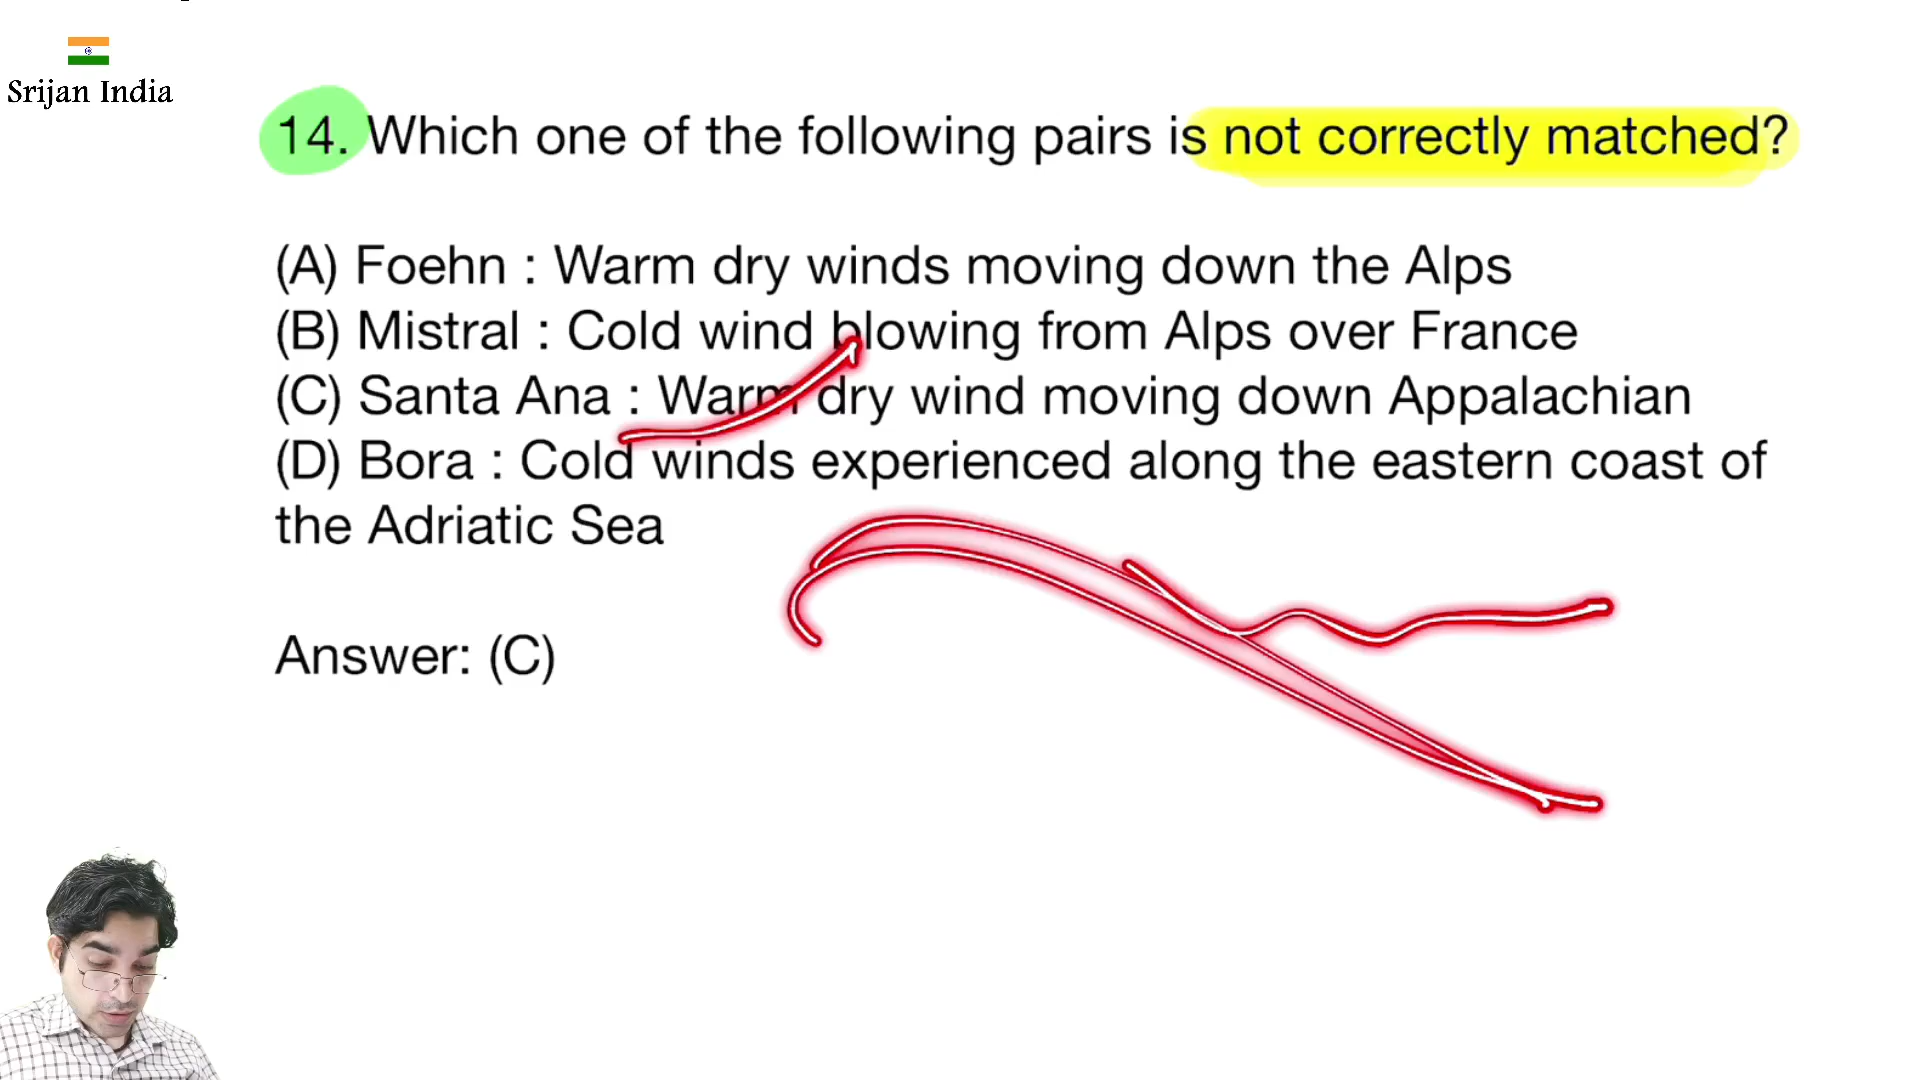 Srijan India
14. Which one of the following pairs is not correctly matched?
(A) Foehn : Warm dry winds moving down the Alps
(B) Mistral : Cold wind blowing from Alps over France
(C) Santa Ana : Warm dry wind moving down Appalachian
(D) Bora : Cold winds experienced along the eastern coast of
the Adriatic Sea
Answer: (C)